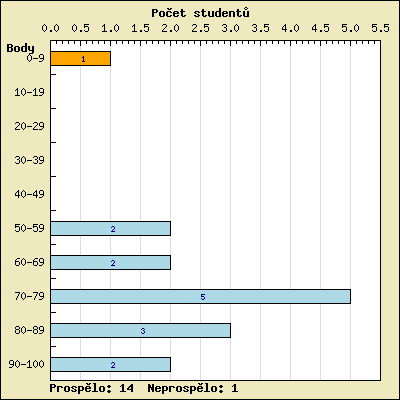 Počet studentů
0.0 0.5 1.0 1.5 2.0 2.5 3.0 3.5 4.0 4.5 5.0 5.5
Body
0-9 1
10-19
20-29
30-39
40-49
50-59 2
60-69 2
70-79 5
80-89 3
90-100 2
Prospělo: 14 Neprospělo: 1